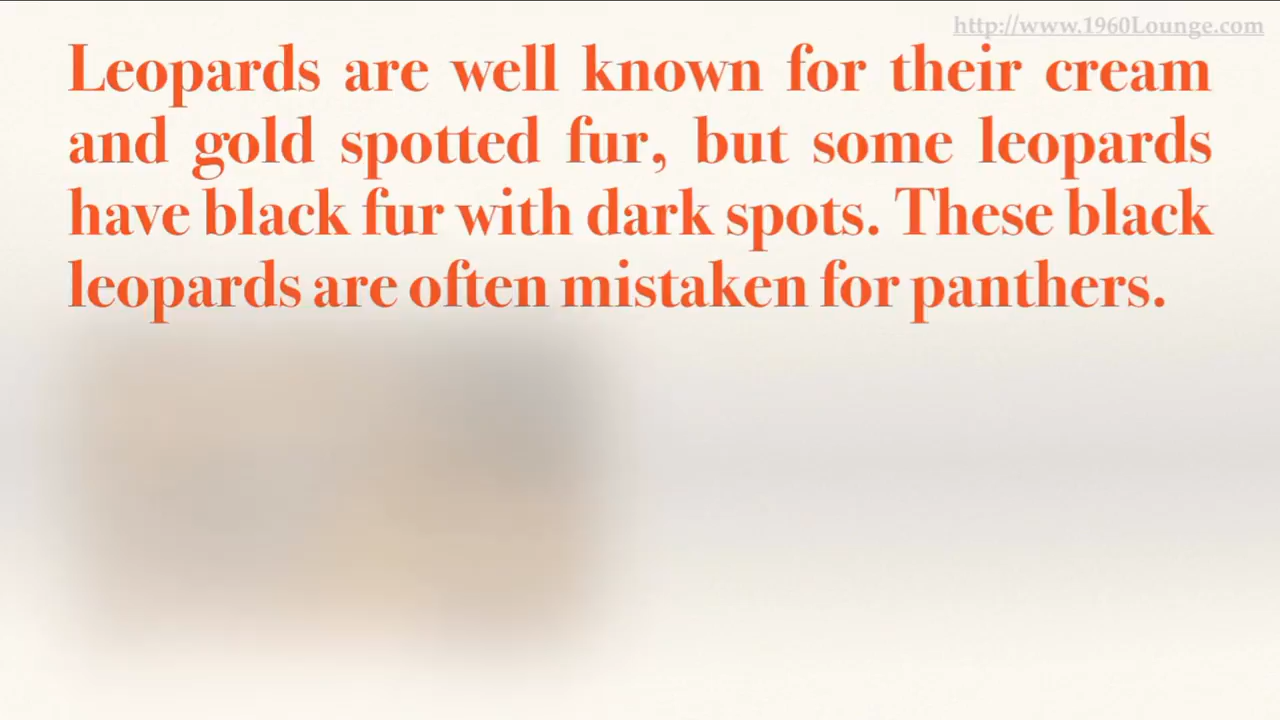 http://www.1960Lounge.com
Leopards are well known for their cream
and gold spotted fur, but some leopards
have black fur with dark spots. These black
leopards are often mistaken for panthers.